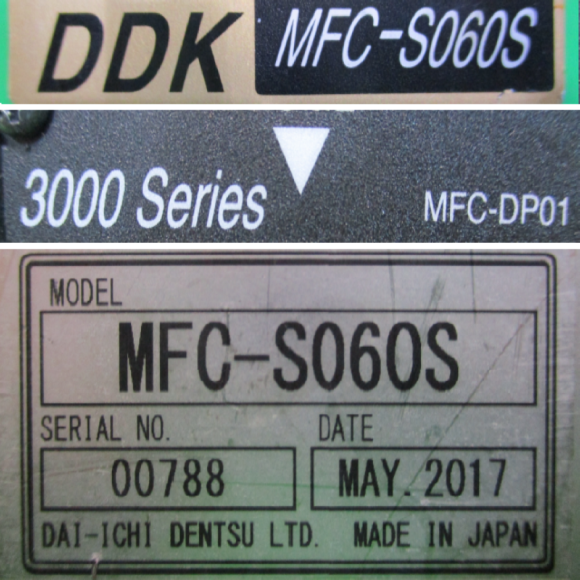 DDK MFC-S060S
3000 Series MFC-DP01
MODEL
MFC-S060S
SERIAL NO. DATE
00788 MAY. 2017
DAI-ICHI DENTSU LTD. MADE IN JAPAN